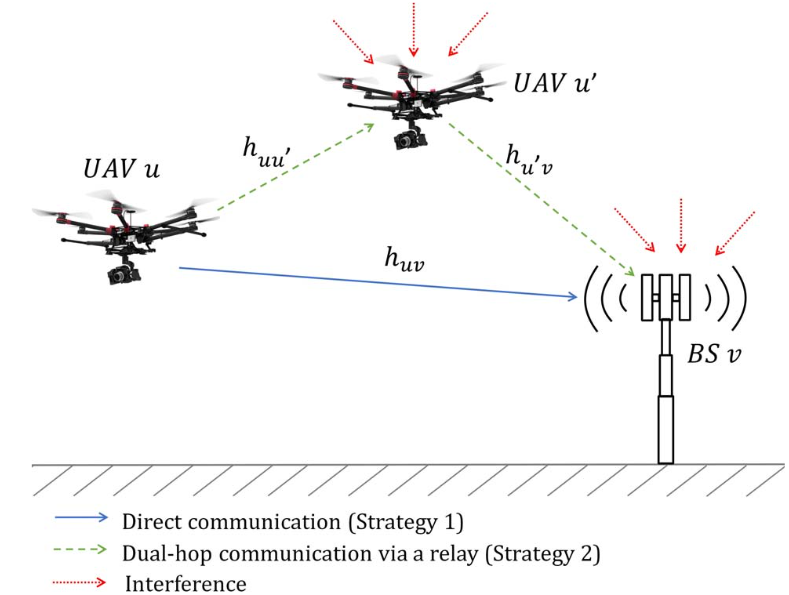 UAV u'
UAV u
h_{uu'}
h_{u'v}
h_{uv}
BS v
Direct communication (Strategy 1)
Dual-hop communication via a relay (Strategy 2)
Interference